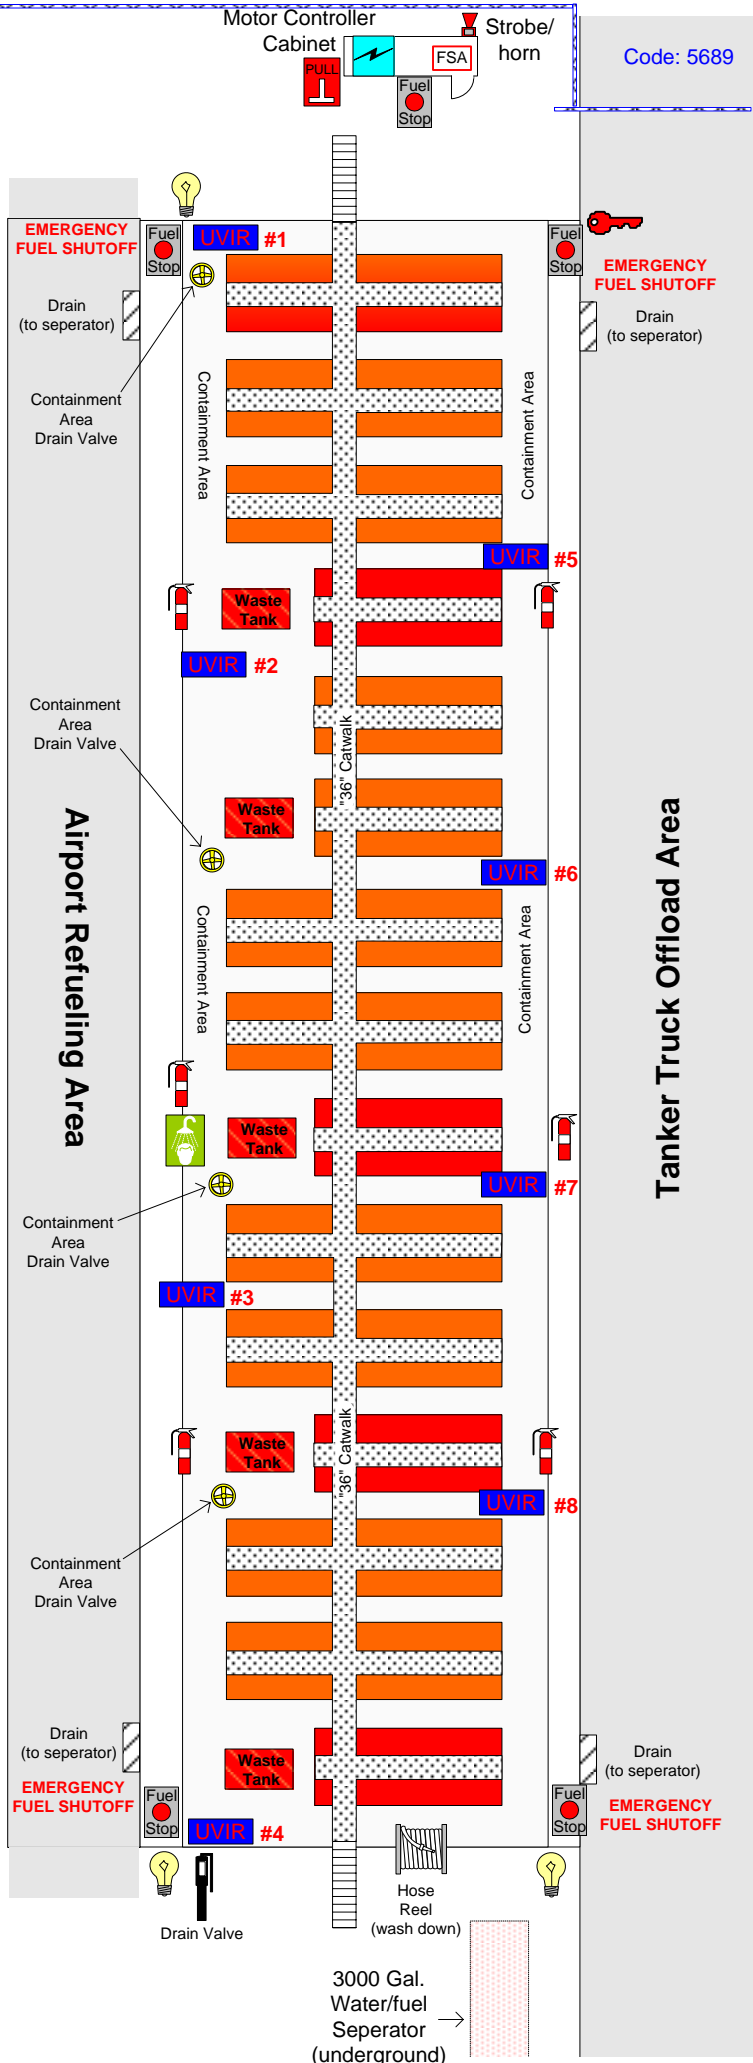 Motor Controller
Cabinet
Strobe/
horn
Code: 5689
PULL
FSA
Fuel
Stop
EMERGENCY
FUEL SHUTOFF
Fuel
Stop
UVIR #1
Fuel
Stop
EMERGENCY
FUEL SHUTOFF
Drain
(to seperator)
Drain
(to seperator)
Containment
Area
Drain Valve
Containment Area
Containment Area
UVIR #5
Waste
Tank
UVIR #2
Containment
Area
Drain Valve
"36" Catwalk
Waste
Tank
UVIR #6
Airport Refueling Area
Tanker Truck Offload Area
Containment Area
Containment Area
Waste
Tank
UVIR #7
Containment
Area
Drain Valve
UVIR #3
"36" Catwalk
Waste
Tank
UVIR #8
Containment
Area
Drain Valve
Drain
(to seperator)
Waste
Tank
Drain
(to seperator)
EMERGENCY
FUEL SHUTOFF
Fuel
Stop
UVIR #4
Fuel
Stop
EMERGENCY
FUEL SHUTOFF
Hose
Reel
(wash down)
Drain Valve
3000 Gal.
Water/fuel
Seperator
(underground)